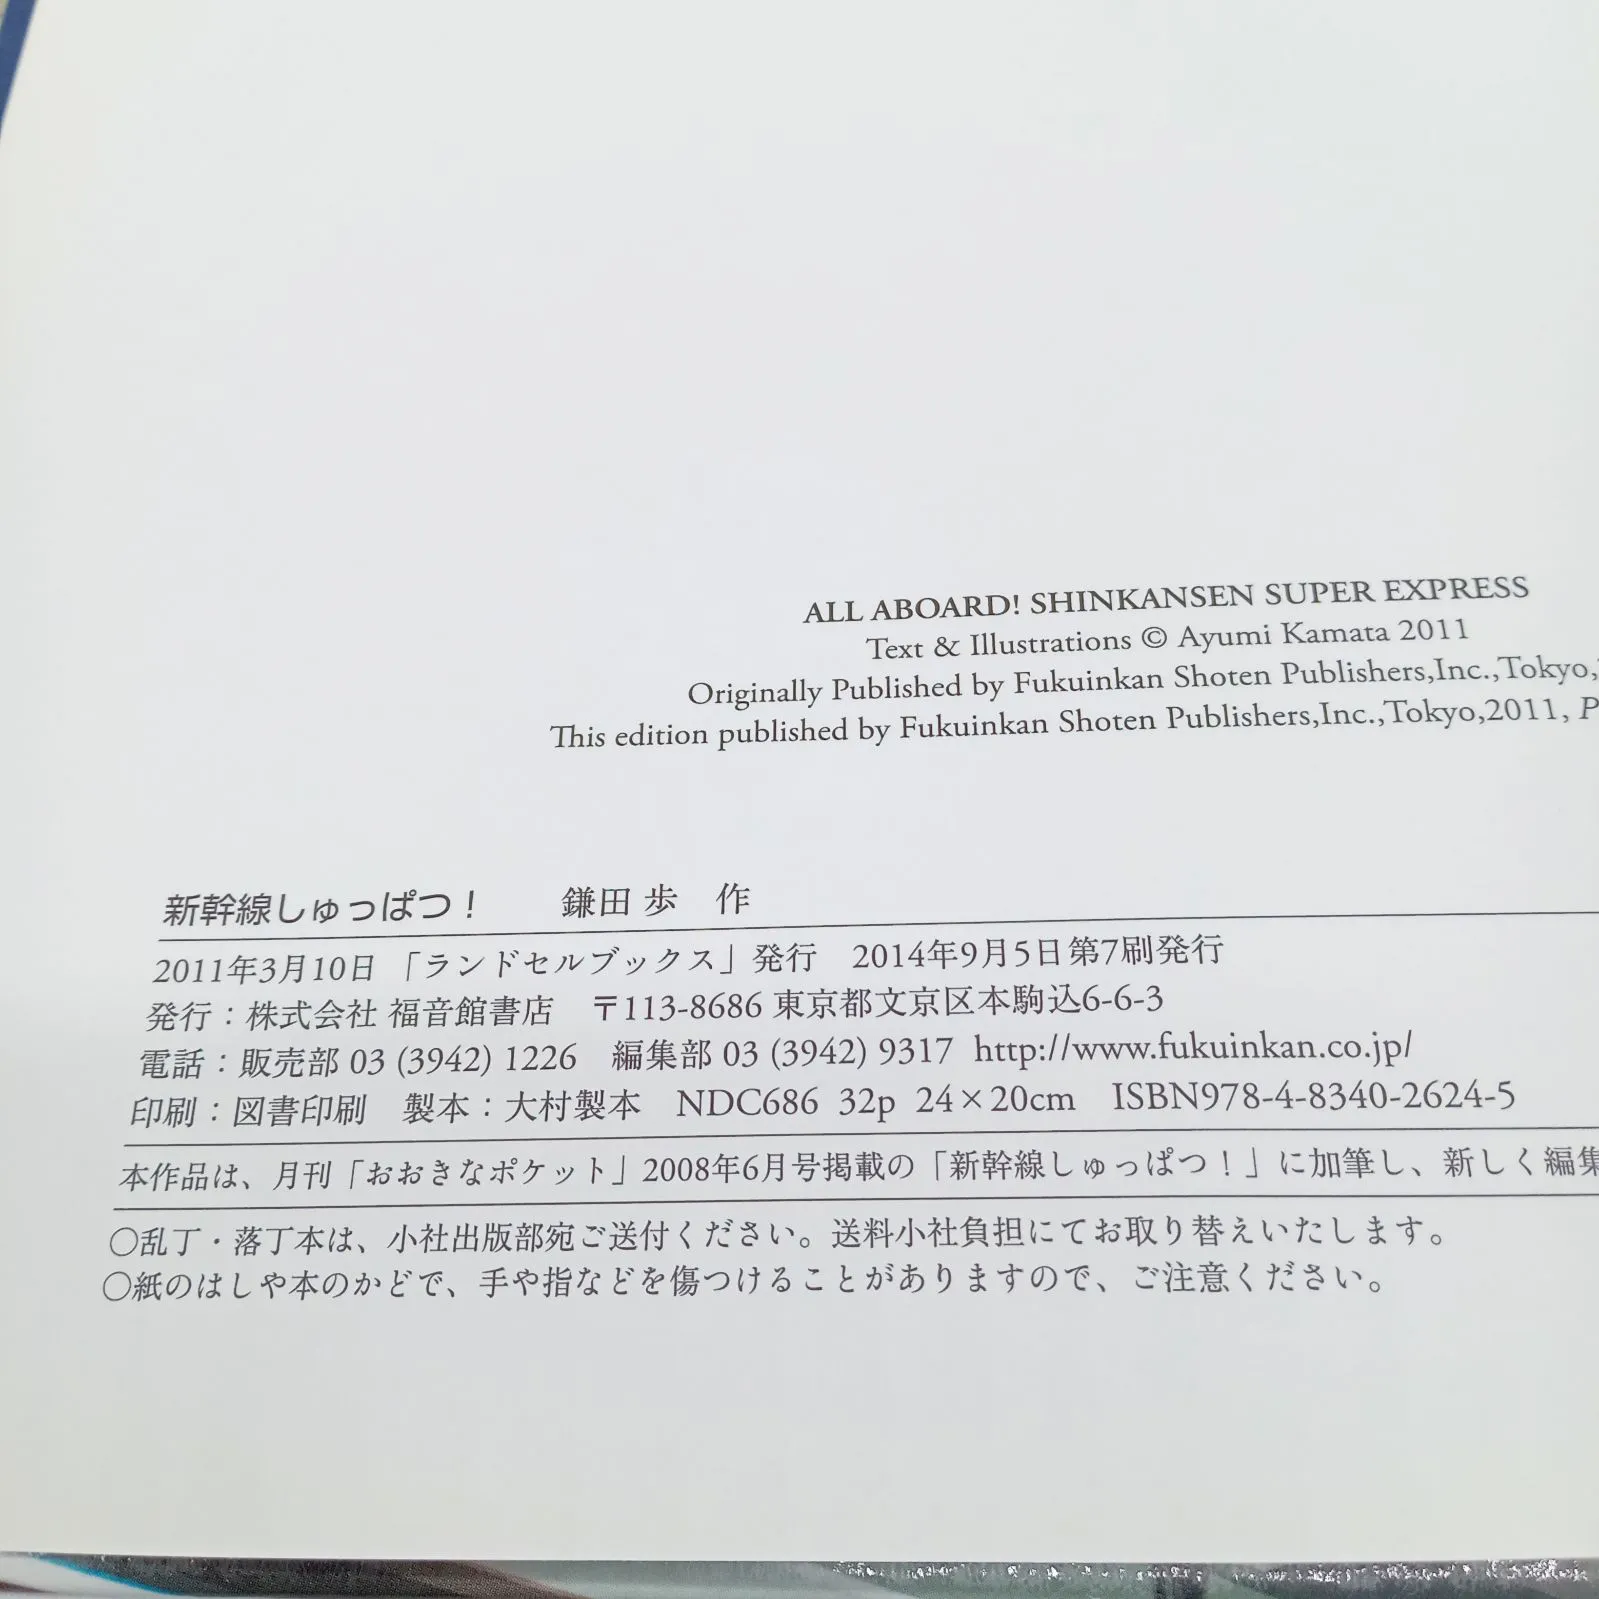 ALL ABOARD! SHINKANSEN SUPER EXPRESS
Text & Illustrations © Ayumi Kamata 2011
Originally Published by Fukuinkan Shoten Publishers,Inc.,Tokyo,
This edition published by Fukuinkan Shoten Publishers,Inc.,Tokyo,2011, P
新幹線しゅっぱつ！　鎌田 歩　作
2011年3月10日 「ランドセルブックス」発行　2014年9月5日第7刷発行
発行：株式会社 福音館書店　〒113-8686 東京都文京区本駒込6-6-3
電話：販売部 03 (3942) 1226　編集部 03 (3942) 9317 http://www.fukuinkan.co.jp/
印刷：図書印刷　製本：大村製本　NDC686 32p 24×20cm　ISBN978-4-8340-2624-5
本作品は、月刊「おおきなポケット」2008年6月号掲載の「新幹線しゅっぱつ！」に加筆し、新しく編集
〇乱丁・落丁本は、小社出版部宛ご送付ください。送料小社負担にてお取り替えいたします。
〇紙のはしや本のかどで、手や指などを傷つけることがありますので、ご注意ください。